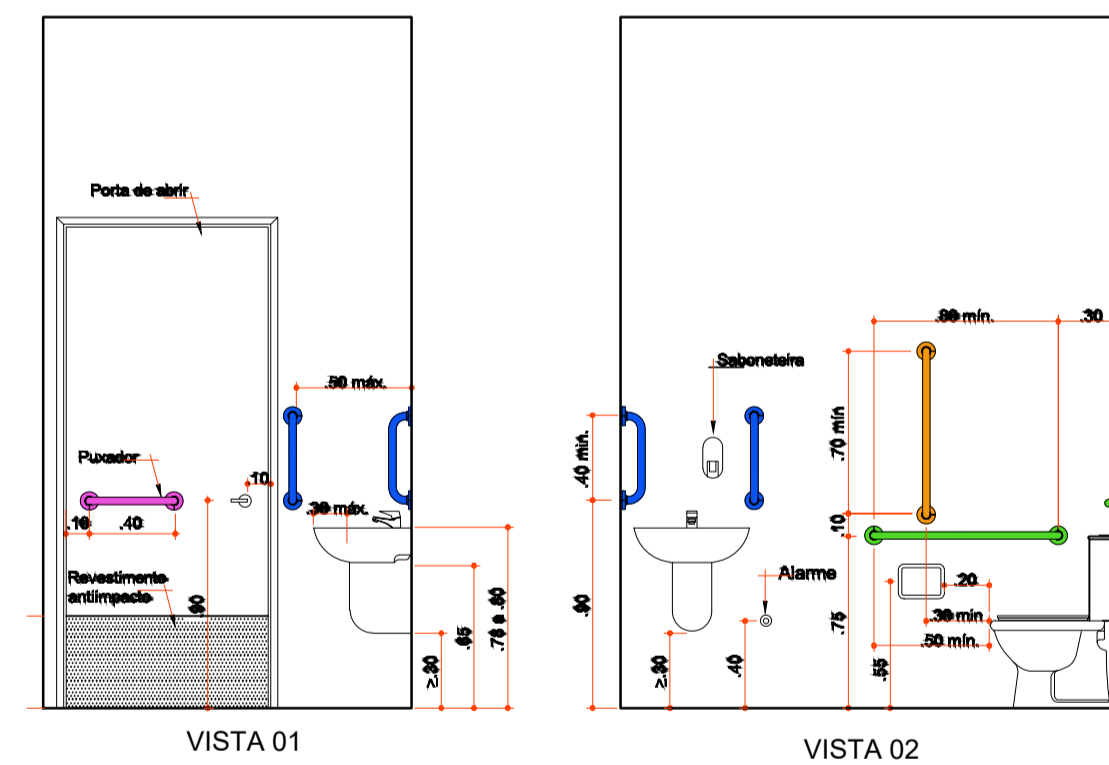 Porta de abrir
.50 máx.
Puxador
.10
.30 máx.
.10
.40
Revestimento
antiimpacto
.90
≥.30
.65
.78 a .80
VISTA 01
.80 mín.
.30
Saboneteira
.40 min.
.70 mín
.10
Alarme
.20
.90
.75
.30 mín
.50 mín.
.55
≥.30
.40
VISTA 02